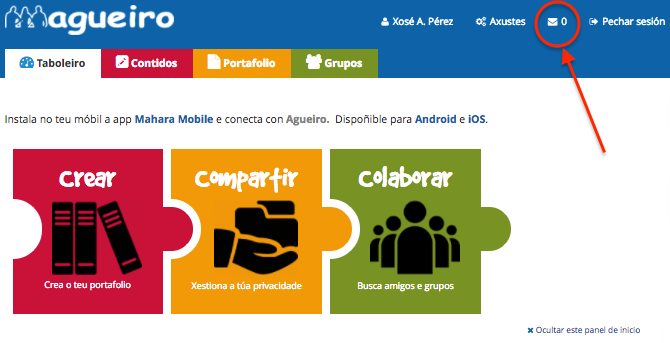 magueiro
Xosé A. Pérez Axustes 0 Pechar sesión
Taboleiro Contidos Portafolio Grupos
Instala no teu móbil a app Mahara Mobile e conecta con Agueiro. Dispoñible para Android e iOS.
Crear Compartir Colaborar
Crea o teu portafolio Xestiona a túa privacidade Busca amigos e grupos
Ocultar este panel de inicio